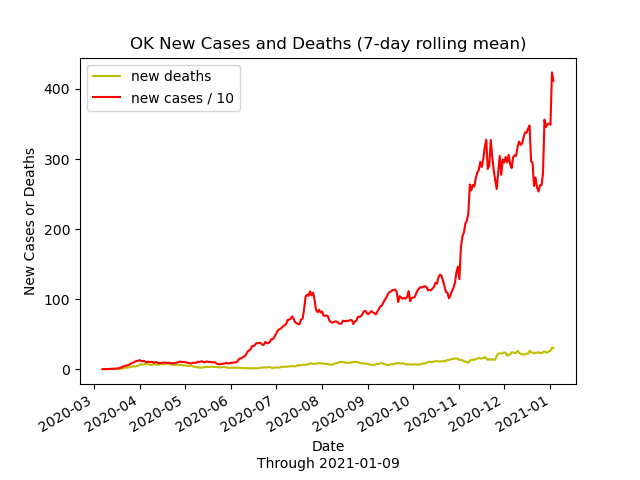 OK New Cases and Deaths (7-day rolling mean)
new deaths
new cases / 10
New Cases or Deaths
400
300
200
100
0
2020-03
2020-04
2020-05
2020-06
2020-07
2020-08
2020-09
2020-10
2020-11
2020-12
2021-01
Date
Through 2021-01-09